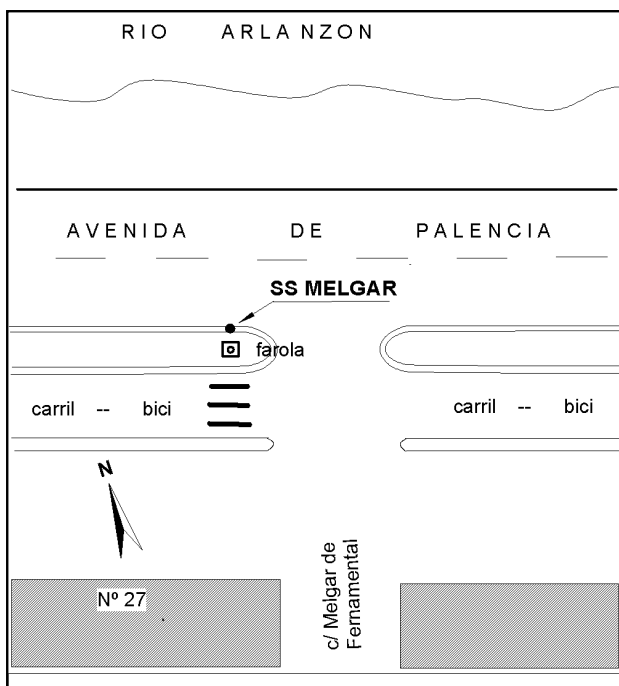 RIO ARLANZON
AVENIDA DE PALENCIA
SS MELGAR
farola
carril -- bici
carril -- bici
N
Nº 27
c/ Melgar de
Fernamental